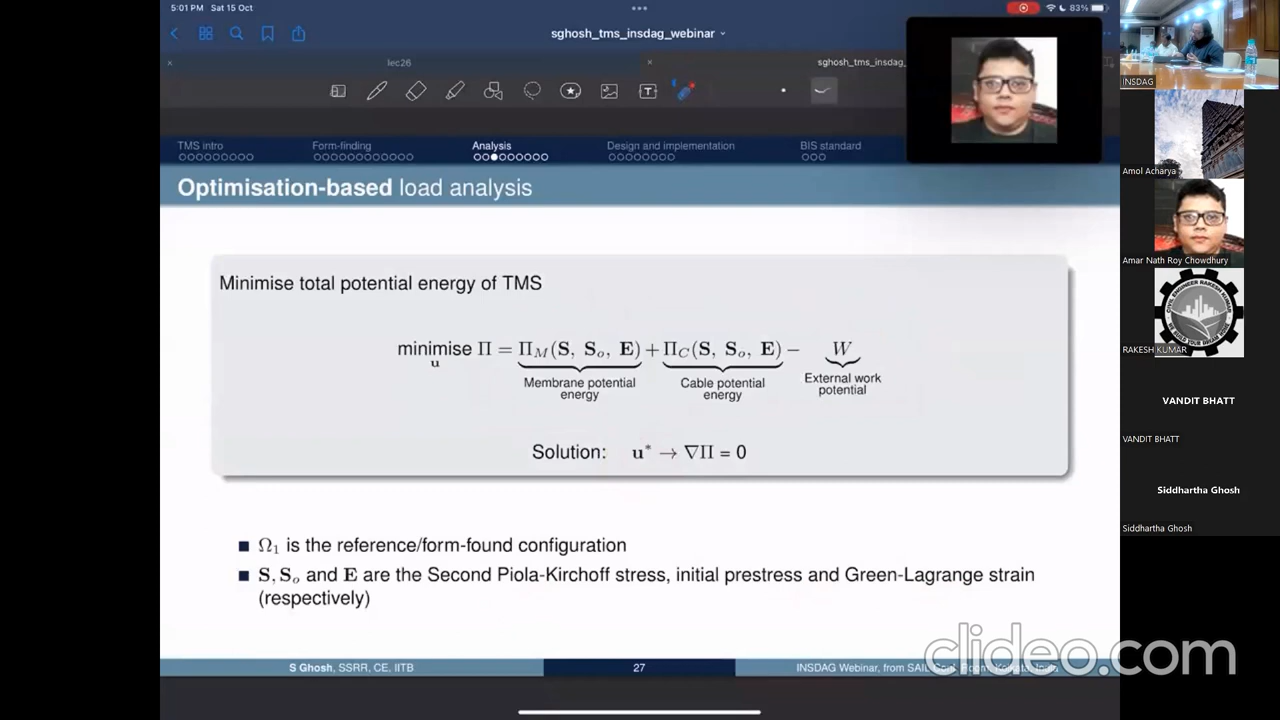 5:01 PM Sat 15 Oct
83%
sghosh_tms_insdag_webinar
lec26
sghosh_tms_insdag_
TMS intro
Form-finding
Analysis
Design and implementation
BIS standard
Optimisation-based load analysis
Minimise total potential energy of TMS
minimise Π = Π_M(S, S_o, E) + Π_C(S, S_o, E) − W
u
Membrane potential energy
Cable potential energy
External work potential
Solution: u* → ∇Π = 0
Ω₁ is the reference/form-found configuration
S, S_o and E are the Second Piola-Kirchoff stress, initial prestress and Green-Lagrange strain
(respectively)
S Ghosh, SSRR, CE, IITB
27
INSDAG Webinar, from SAIL Conf. Room, Kolkata, India
clideo.com
INSDAG
Amol Acharya
Amar Nath Roy Chowdhury
RAKESH KUMAR
VANDIT BHATT
VANDIT BHATT
Siddhartha Ghosh
Siddhartha Ghosh